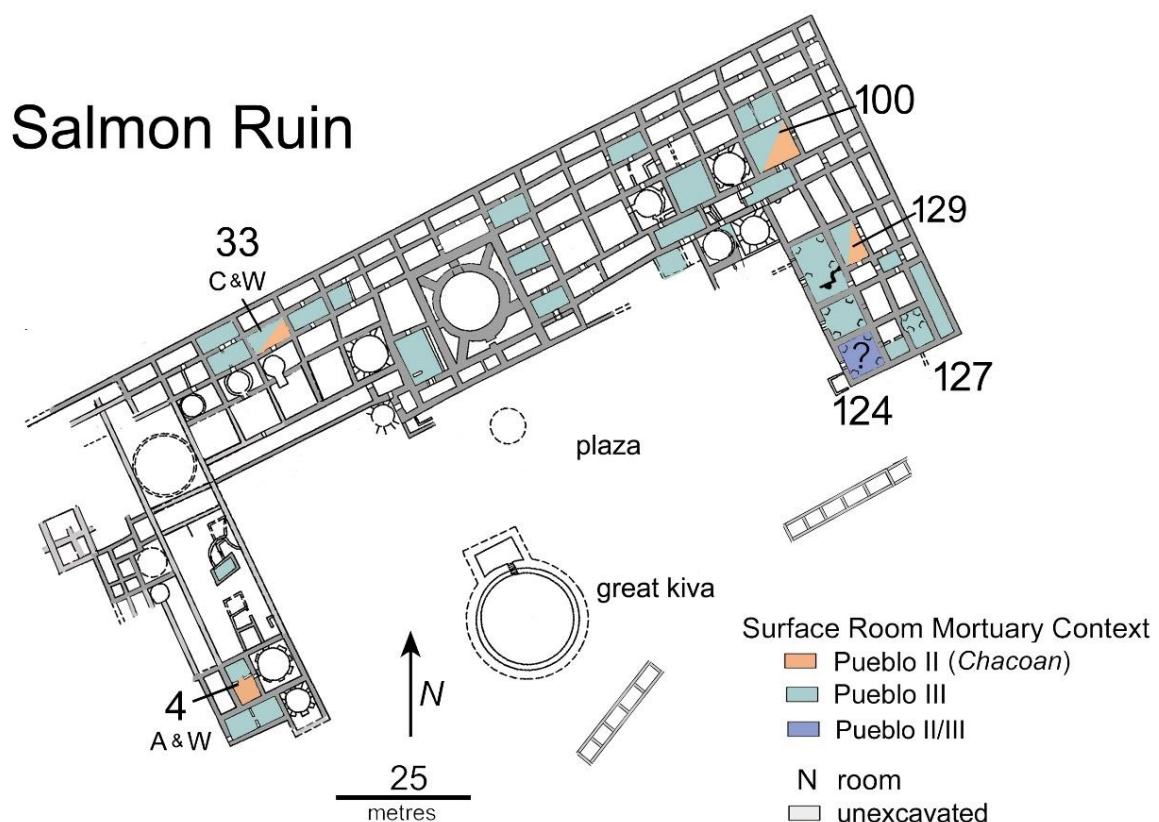 Salmon Ruin
100
129
33
C&W
?
127
124
plaza
great kiva
N
4
A&W
25
metres
Surface Room Mortuary Context
Pueblo II (Chacoan)
Pueblo III
Pueblo II/III
N room
unexcavated